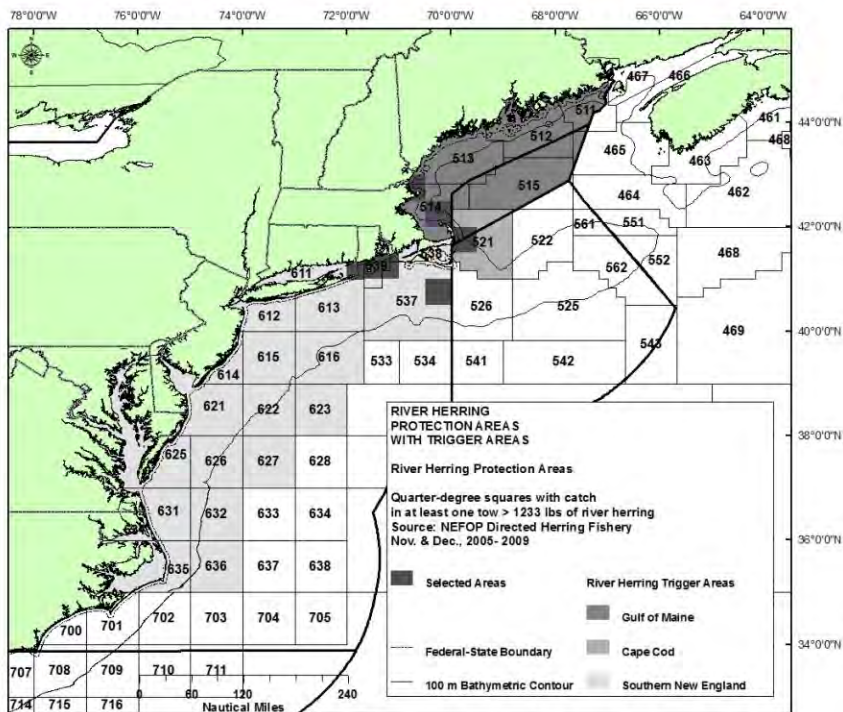 78°0'0"W 76°0'0"W 74°0'0"W 72°0'0"W 70°0'0"W 68°0'0"W 66°0'0"W 64°0'0"W
N
467 466
511 461
44°0'0"N
512 465 468
513 463
515 464 462
514
42°0'0"N
561 551
521 522
538 552 468
611 539 562
613 537 526 525
612
40°0'0"N
543 469
615 616 533 534 541 542
614
621 622 623
38°0'0"N
625 626 627 628
631 632 633 634
36°0'0"N
635 636 637 638
701 702 703 704 705
700
34°0'0"N
707 708 709 710 711
714 715 716
0 60 120 240
Nautical Miles
RIVER HERRING
PROTECTION AREAS
WITH TRIGGER AREAS
River Herring Protection Areas
Quarter-degree squares with catch
in at least one tow > 1233 lbs of river herring
Source: NEFOP Directed Herring Fishery
Nov. & Dec., 2005- 2009
Selected Areas
River Herring Trigger Areas
Gulf of Maine
Federal-State Boundary
Cape Cod
100 m Bathymetric Contour
Southern New England